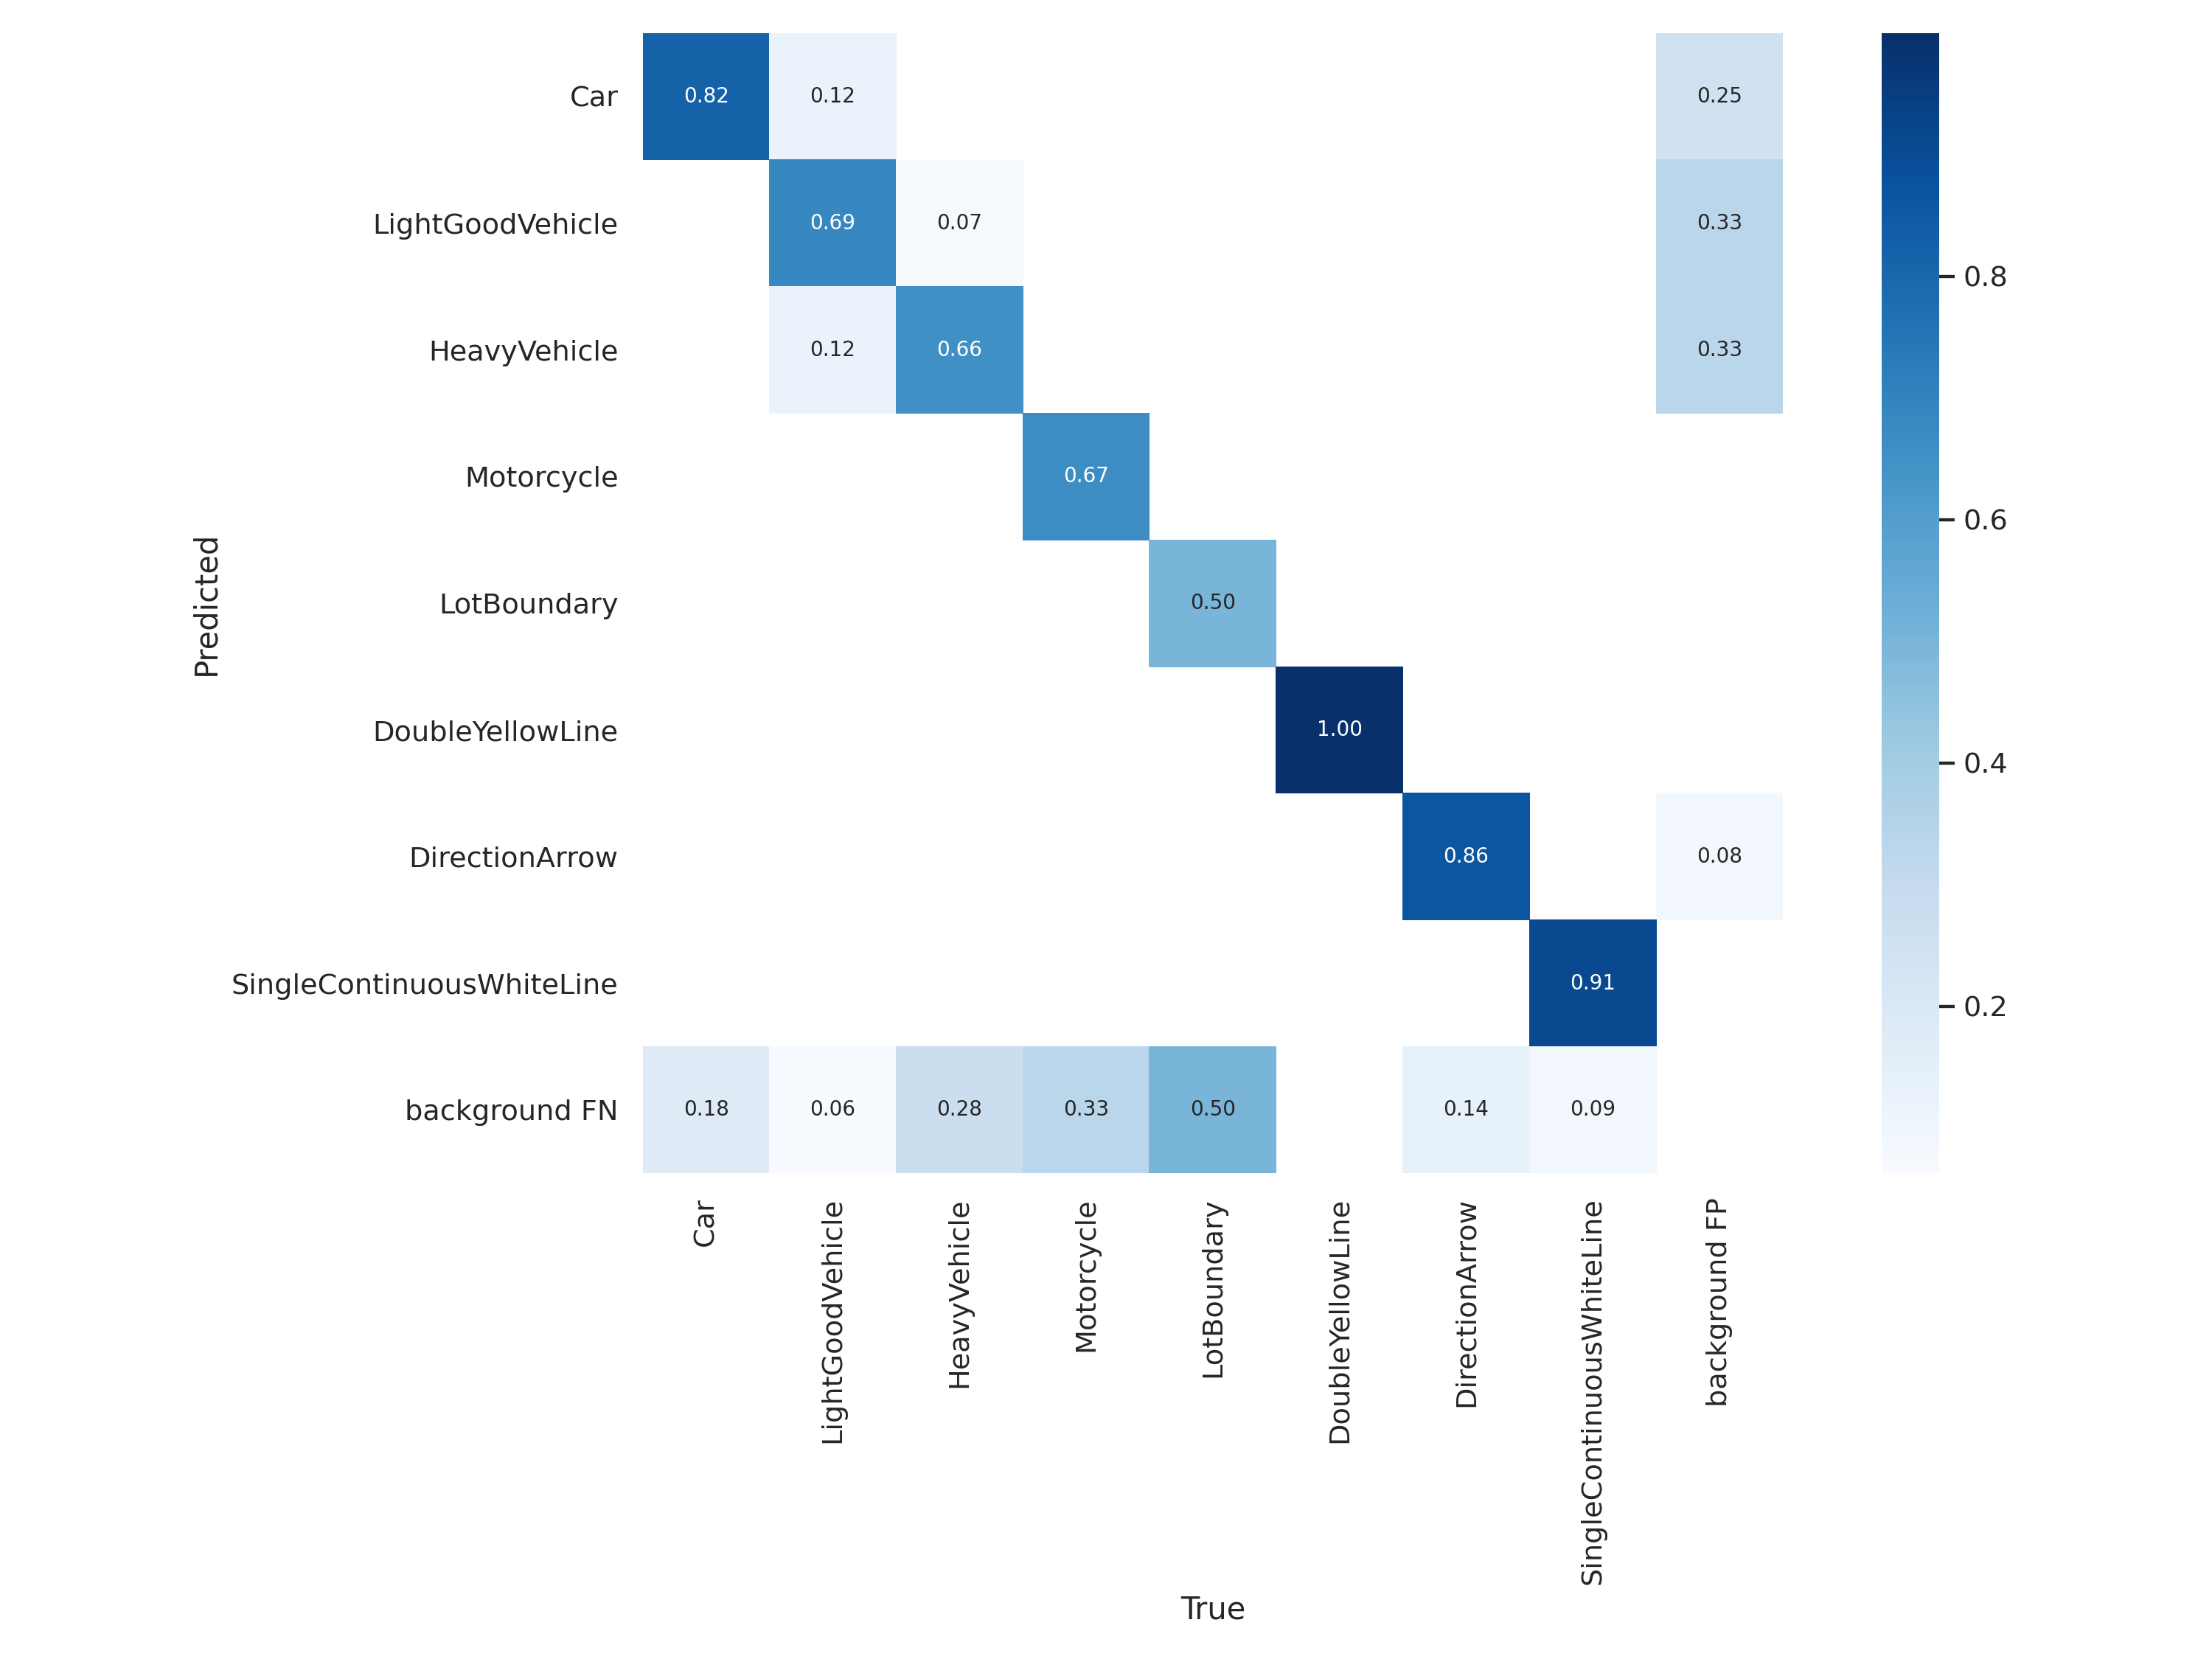 Car 0.82 0.12 0.25
LightGoodVehicle 0.69 0.07 0.33
HeavyVehicle 0.12 0.66 0.33
Motorcycle 0.67
LotBoundary 0.50
DoubleYellowLine 1.00
DirectionArrow 0.86 0.08
SingleContinuousWhiteLine 0.91
background FN 0.18 0.06 0.28 0.33 0.50 0.14 0.09
Predicted
Car
LightGoodVehicle
HeavyVehicle
Motorcycle
LotBoundary
DoubleYellowLine
DirectionArrow
SingleContinuousWhiteLine
background FP
True
0.8
0.6
0.4
0.2